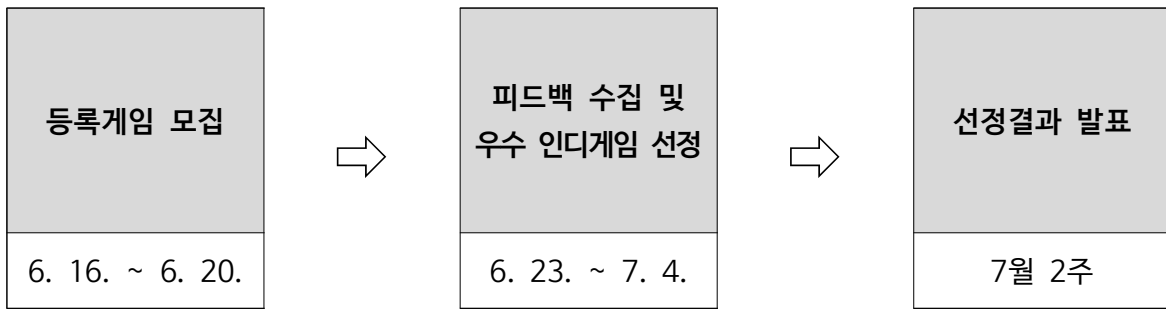 등록게임 모집
6. 16. ~ 6. 20.
피드백 수집 및
우수 인디게임 선정
6. 23. ~ 7. 4.
선정결과 발표
7월 2주